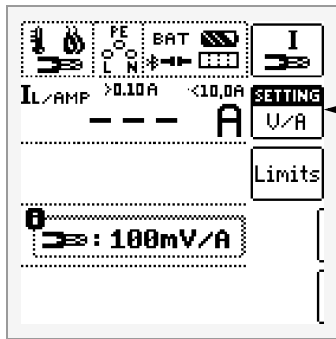 PE
BAT
L N
I
IL/AMP >0.10A <10,0A
--- A
SETTING
V/A
Limits
: 100mV/A